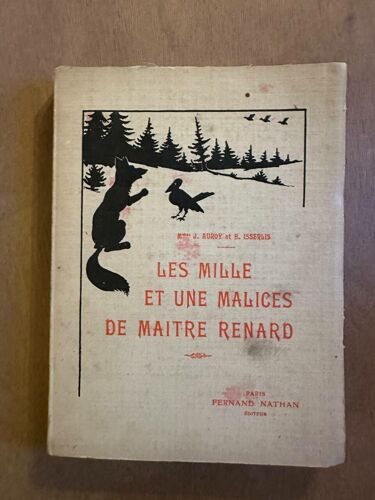 Mmes J. AUROY et B. ISSERLIS
LES MILLE
ET UNE MALICES
DE MAITRE RENARD
PARIS
FERNAND NATHAN
ÉDITEUR